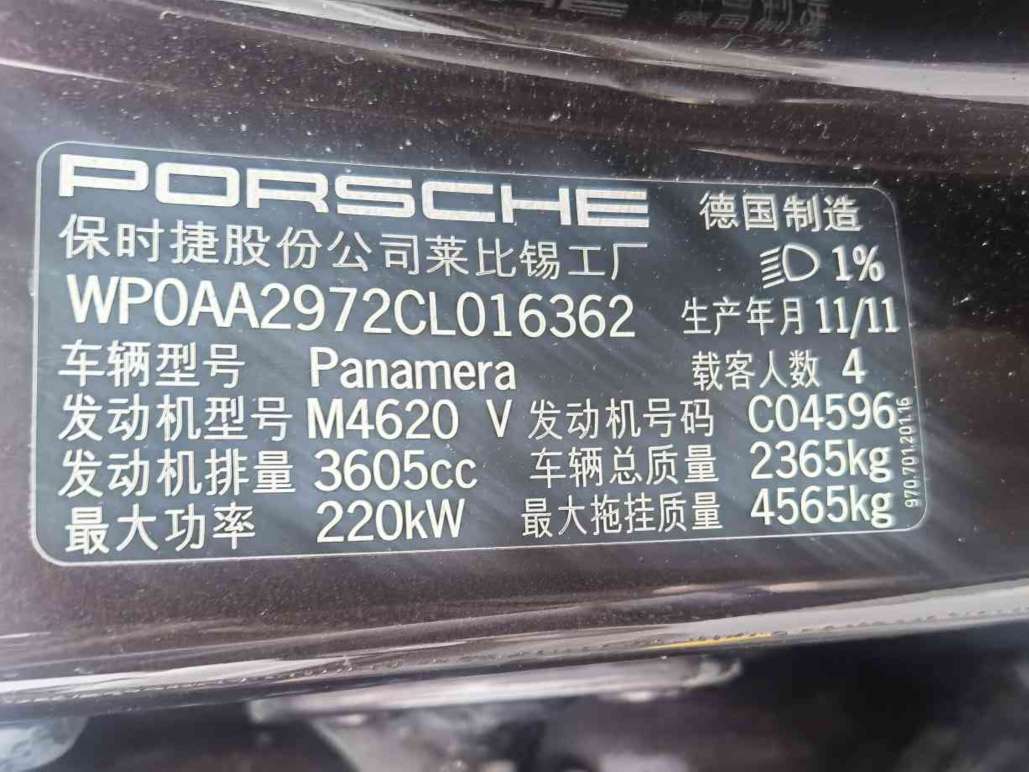 PORSCHE 德国制造
保时捷股份公司莱比锡工厂 1%
WP0AA2972CL016362 生产年月 11/11
车辆型号 Panamera 载客人数 4
发动机型号 M4620 V 发动机号码 C04596
发动机排量 3605cc 车辆总质量 2365kg
最大功率 220kW 最大拖挂质量 4565kg
970.701.201.16